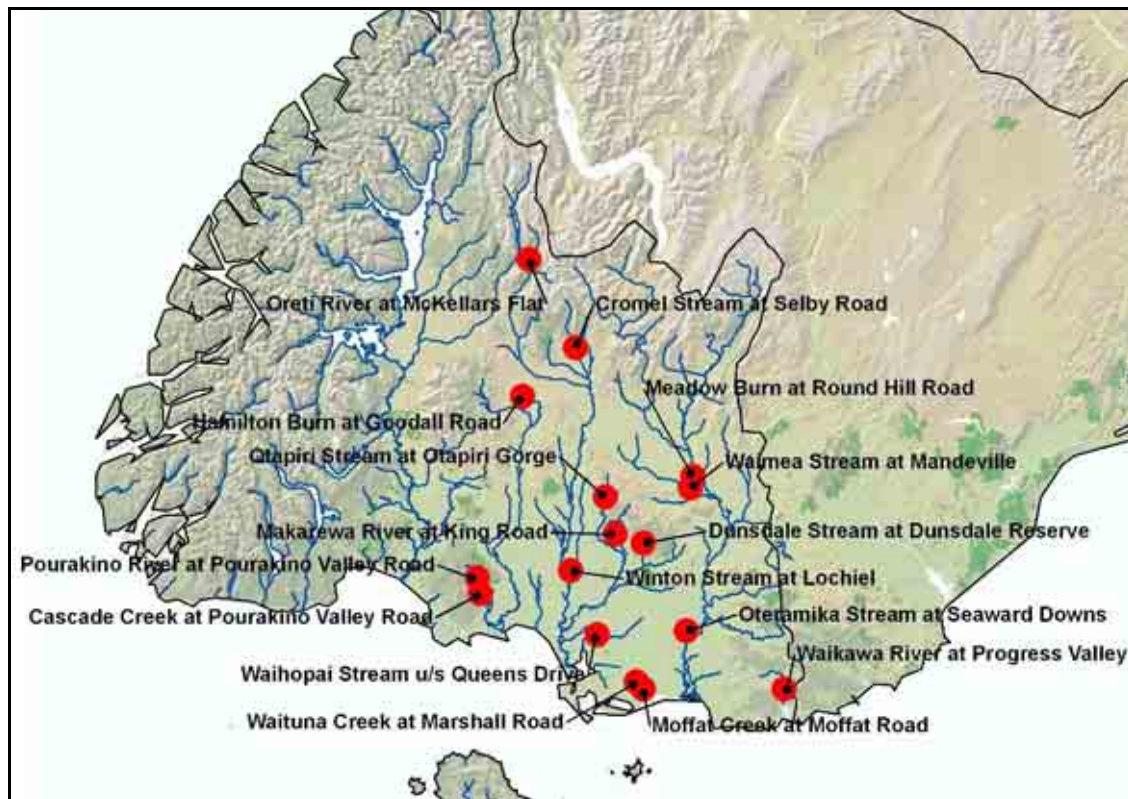 Oreti River at McKellars Flat
Cromel Stream at Selby Road
Meadow Burn at Round Hill Road
Hamilton Burn at Goodall Road
Otapiri Stream at Otapiri Gorge
Waimea Stream at Mandeville
Makarewa River at King Road
Dunsdale Stream at Dunsdale Reserve
Pourakino River at Pourakino Valley Road
Winton Stream at Lochiel
Cascade Creek at Pourakino Valley Road
Oteramika Stream at Seaward Downs
Waihopai Stream u/s Queens Drive
Waikawa River at Progress Valley
Waituna Creek at Marshall Road
Moffat Creek at Moffat Road